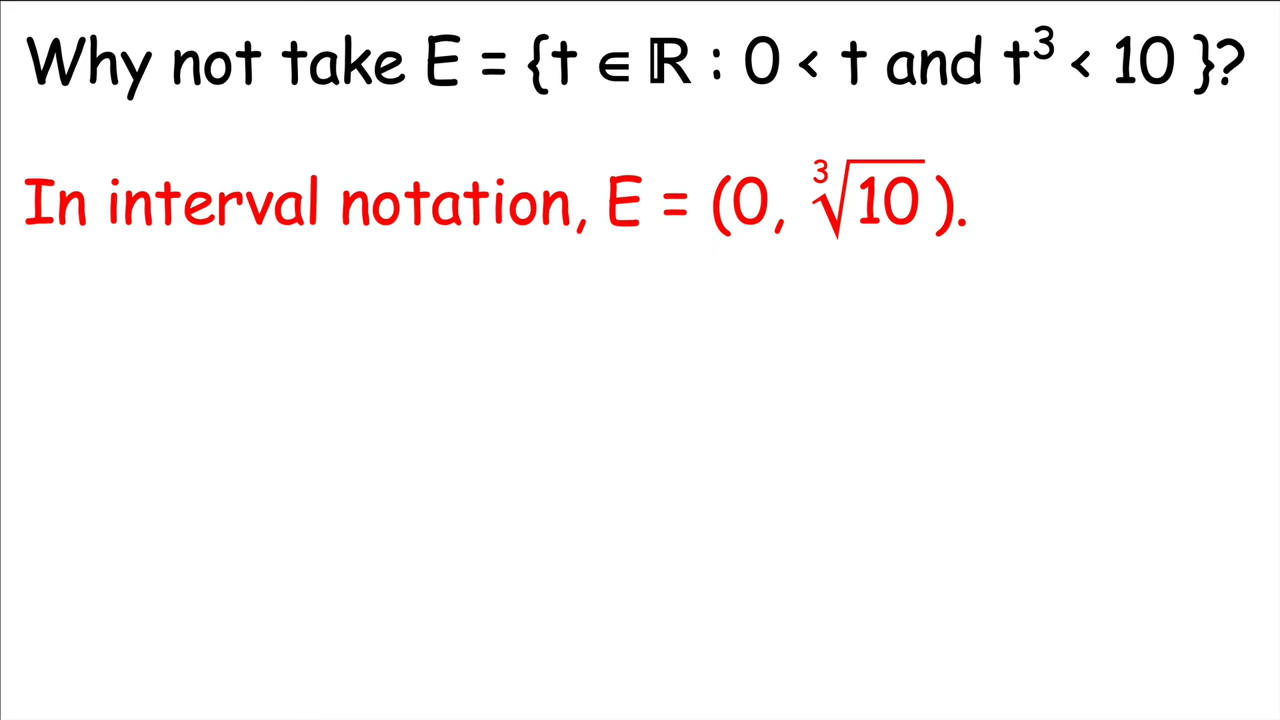 Why not take E = {t ∈ ℝ : 0 < t and t³ < 10 }?
In interval notation, E = (0, ∛10 ).